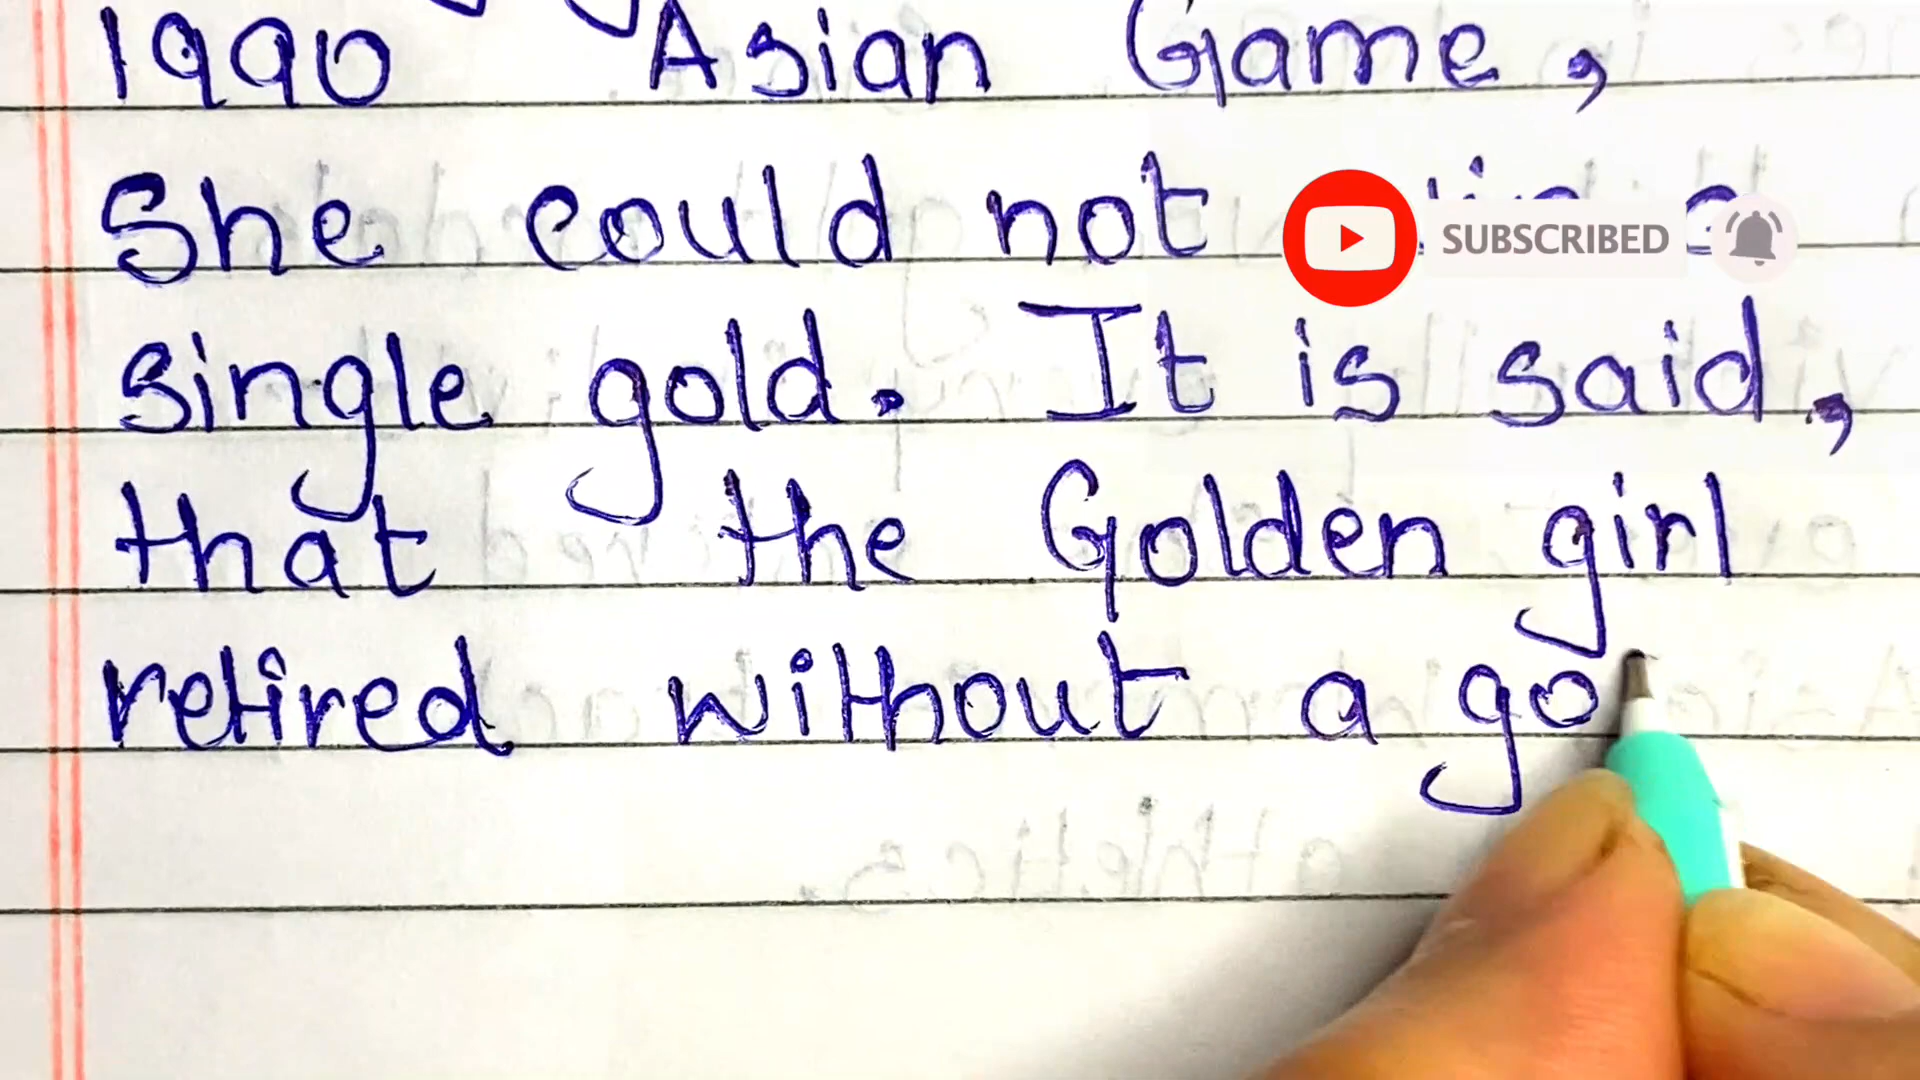 1990 Asian Game,
She could not
SUBSCRIBED
single gold. It is said,
that the Golden girl
retired without a go